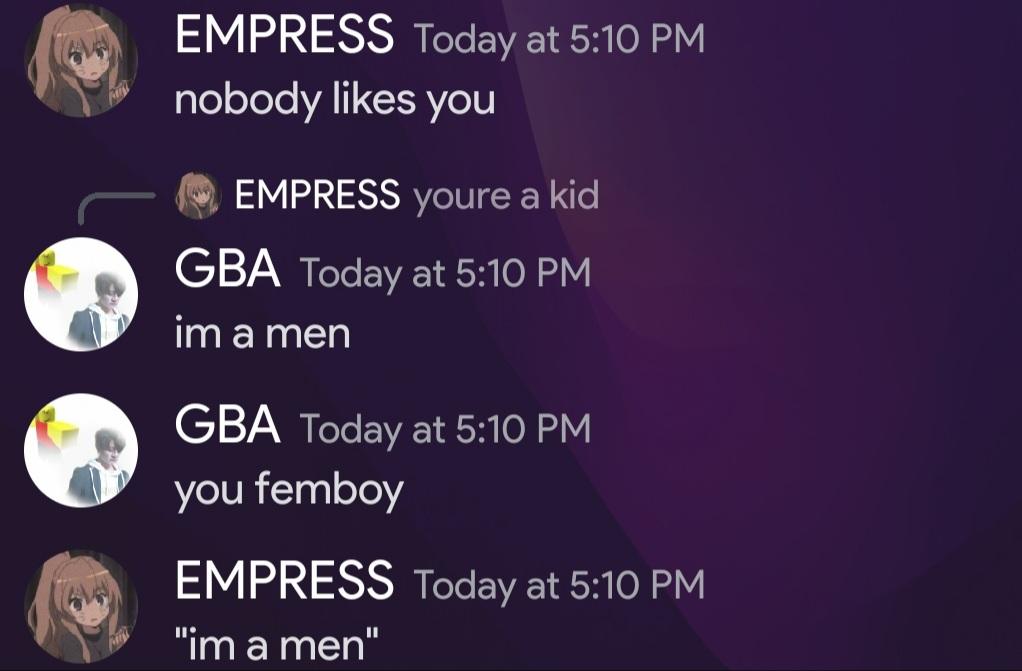 EMPRESS Today at 5:10 PM
nobody likes you
EMPRESS youre a kid
GBA Today at 5:10 PM
im a men
GBA Today at 5:10 PM
you femboy
EMPRESS Today at 5:10 PM
"im a men"